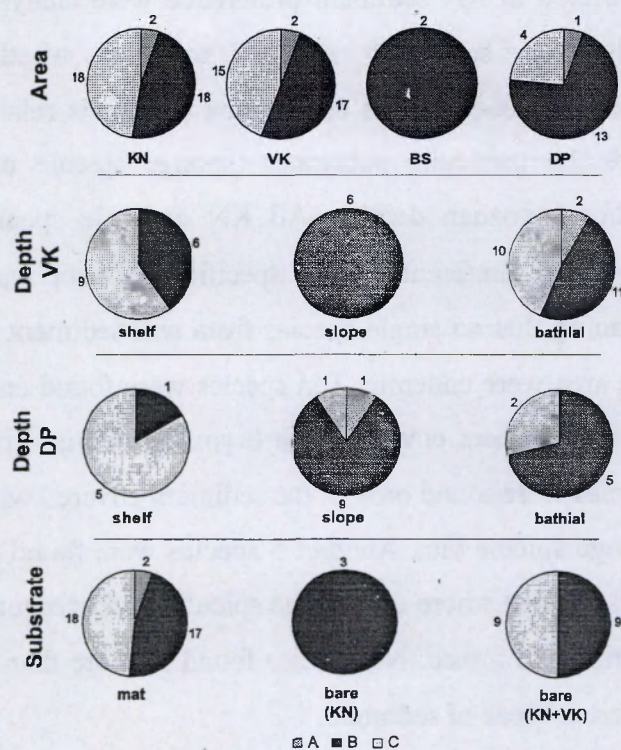 Area
2
18
18
KN
2
15
17
VK
2
BS
1
4
13
DP
Depth
VK
6
9
shelf
6
slope
2
10
11
bathial
Depth
DP
5
shelf
1
9
slope
2
5
bathial
Substrate
2
18
17
mat
3
bare
(KN)
9
9
bare
(KN+VK)
A B C